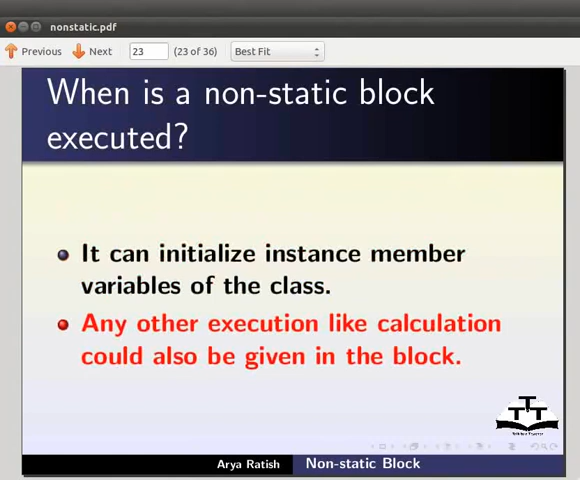 nonstatic.pdf
Previous Next 23 (23 of 36) Best Fit
When is a non-static block
executed?
It can initialize instance member
variables of the class.
Any other execution like calculation
could also be given in the block.
Arya Ratish Non-static Block